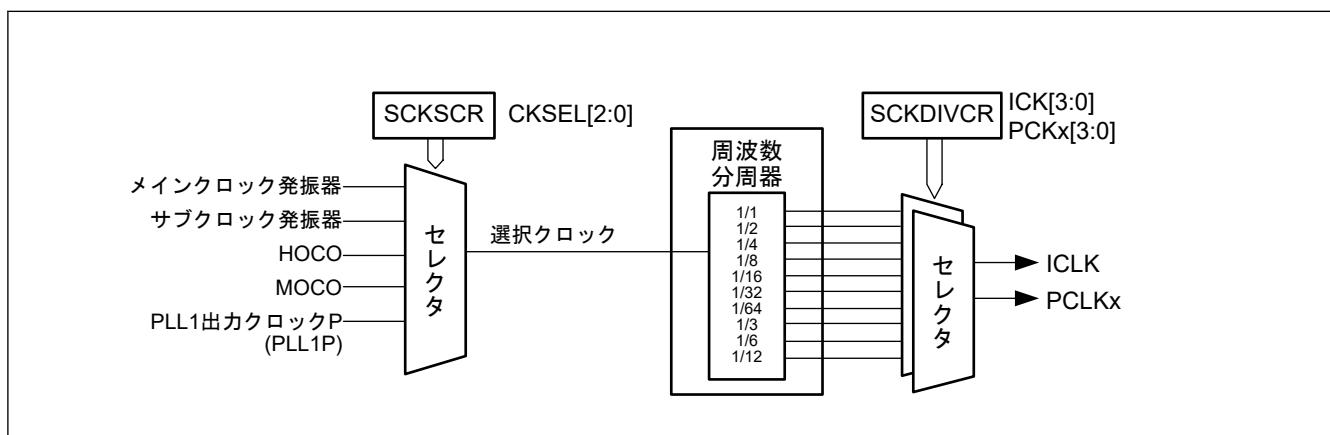 SCKSCR CKSEL[2:0]
SCKDIVCR
ICK[3:0]
PCKx[3:0]
メインクロック発振器
サブクロック発振器
HOCO
MOCO
PLL1出力クロックP
(PLL1P)
セレクタ
選択クロック
周波数
分周器
1/1
1/2
1/4
1/8
1/16
1/32
1/64
1/3
1/6
1/12
セレクタ
ICLK
PCLKx